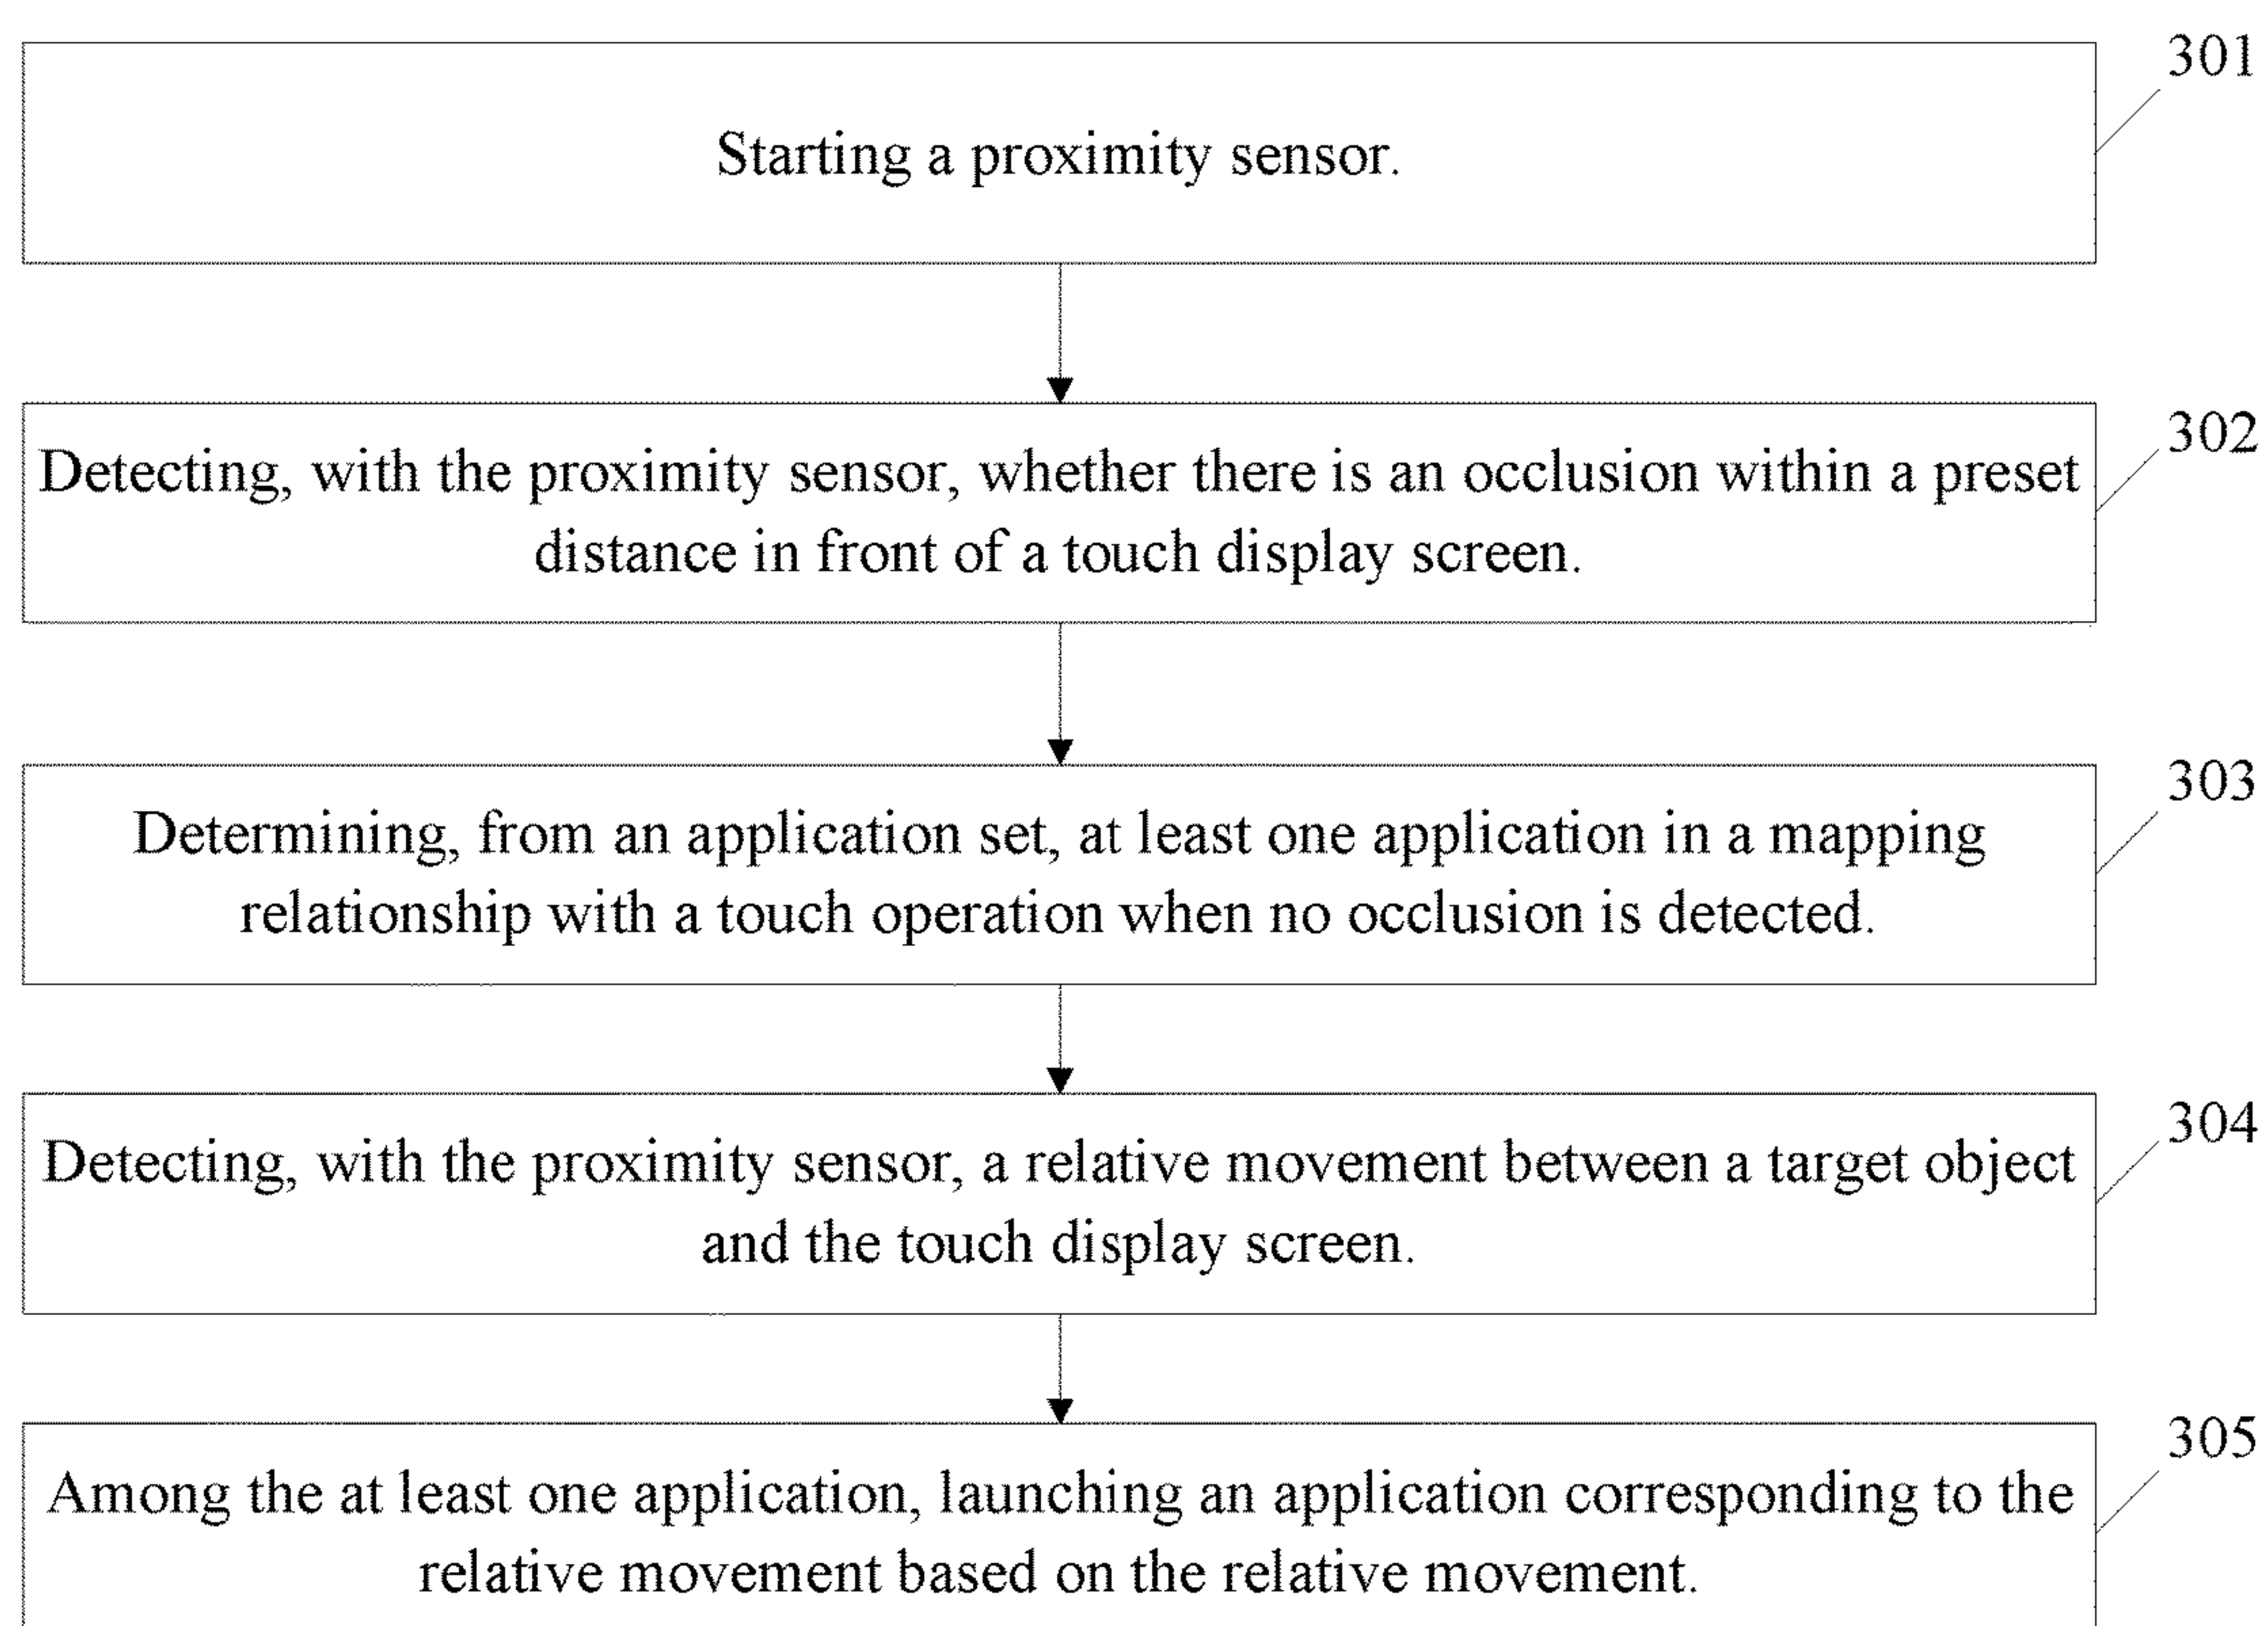 301
Starting a proximity sensor.
302
Detecting, with the proximity sensor, whether there is an occlusion within a preset
distance in front of a touch display screen.
303
Determining, from an application set, at least one application in a mapping
relationship with a touch operation when no occlusion is detected.
304
Detecting, with the proximity sensor, a relative movement between a target object
and the touch display screen.
305
Among the at least one application, launching an application corresponding to the
relative movement based on the relative movement.